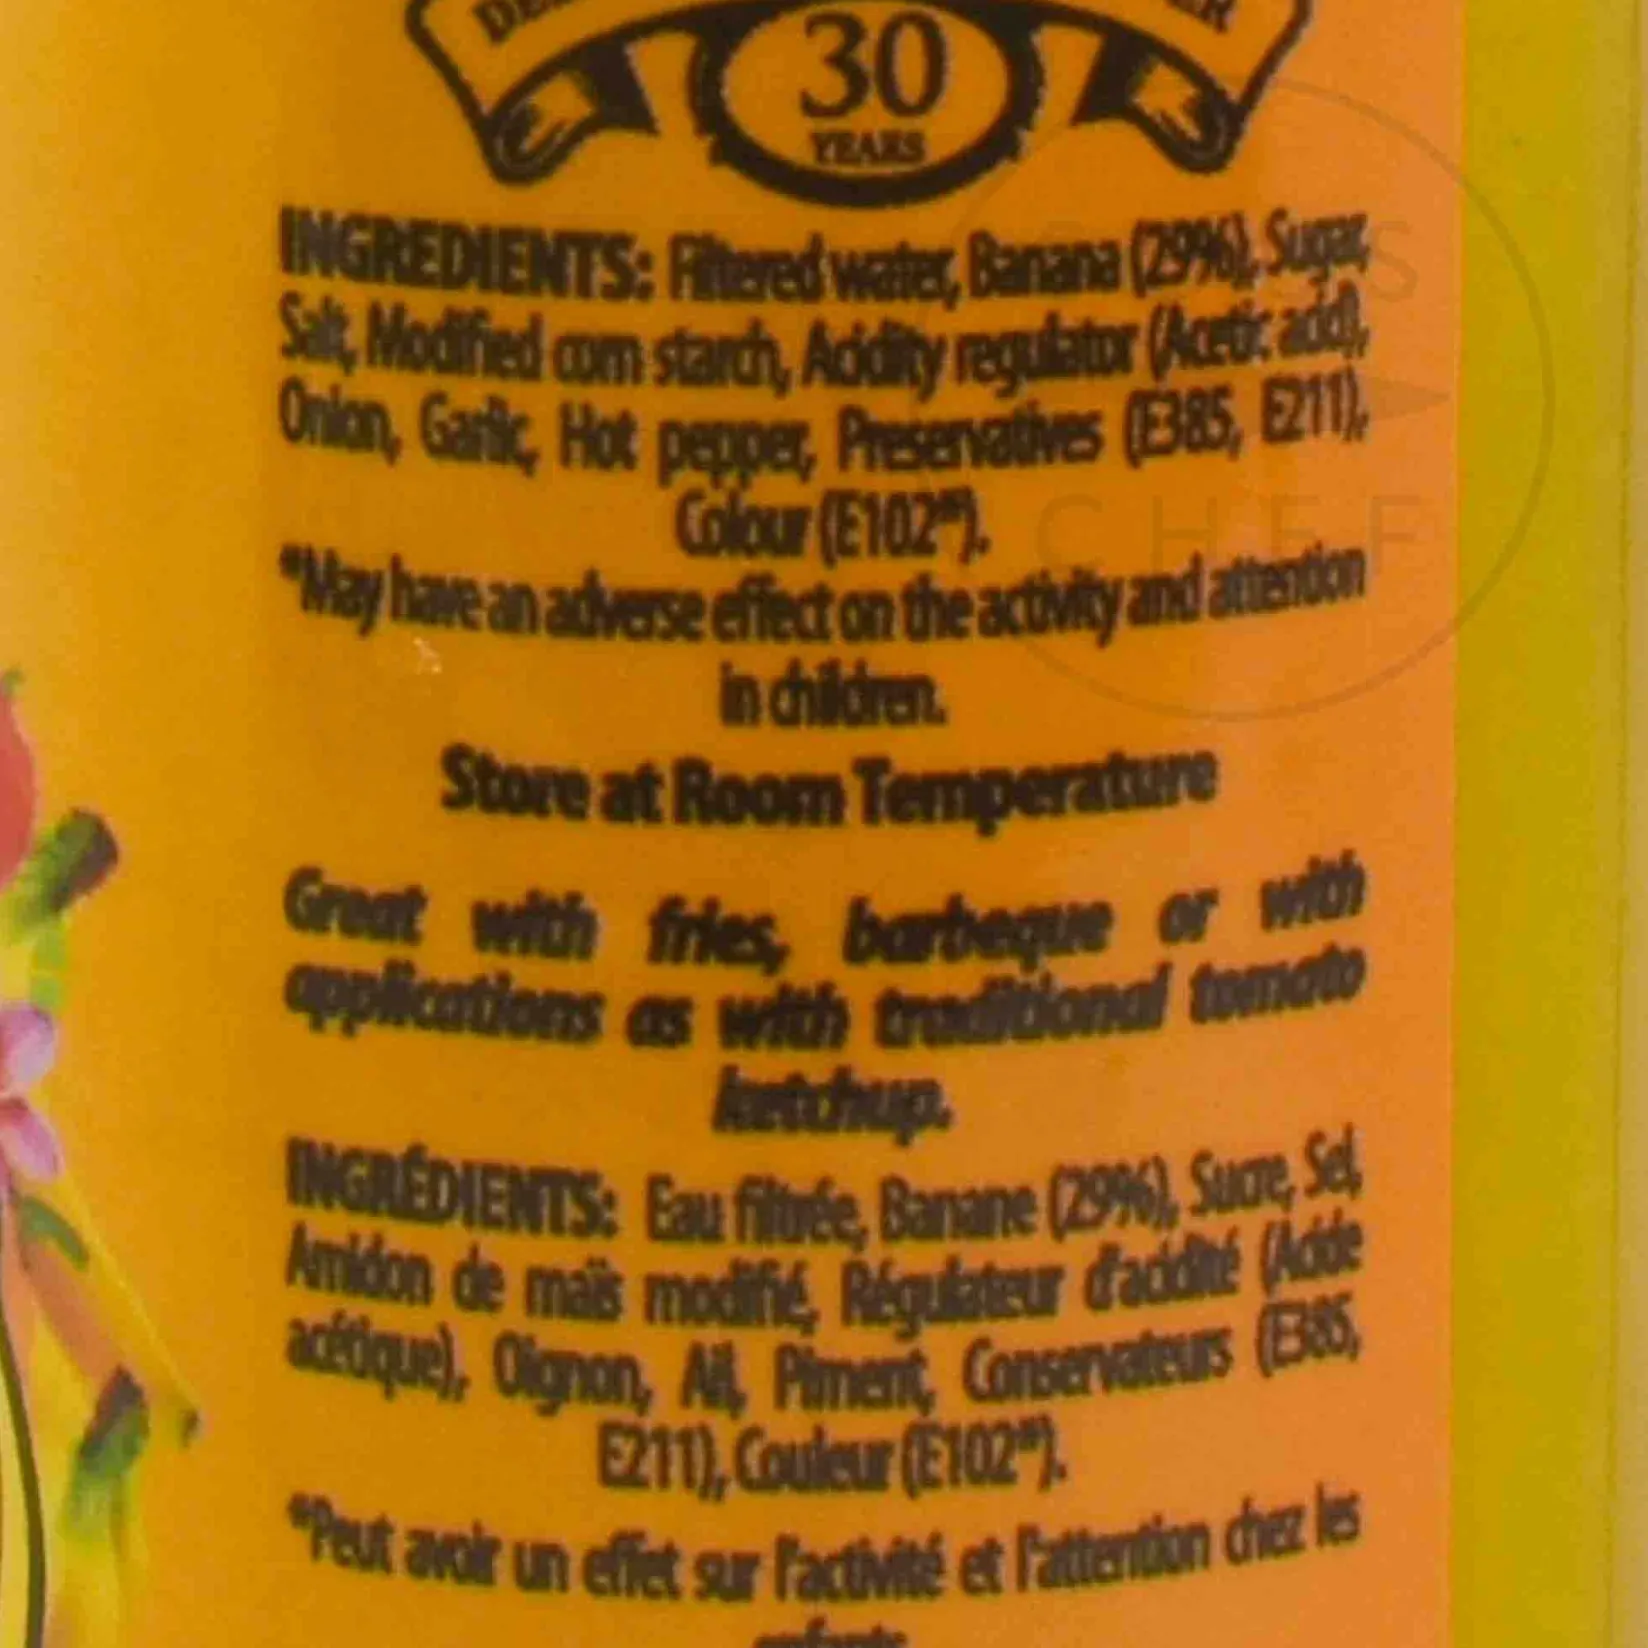 30
YEARS
INGREDIENTS: Filtered water, Banana (29%), Sugar,
Salt, Modified corn starch, Acidity regulator (Acetic acid),
Onion, Garlic, Hot pepper, Preservatives (E385, E211),
Colour (E102*).
*May have an adverse effect on the activity and attention
in children.
Store at Room Temperature
Great with fries, barbeque or with
applications as with traditional tomato
ketchup.
INGRÉDIENTS: Eau filtrée, Banane (29%), Sucre, Sel,
Amidon de maïs modifié, Régulateur d'acidité (Acide
acétique), Oignon, Ail, Piment, Conservateurs (E385,
E211), Couleur (E102*).
*Peut avoir un effet sur l'activité et l'attention chez les
enfants
CHEF